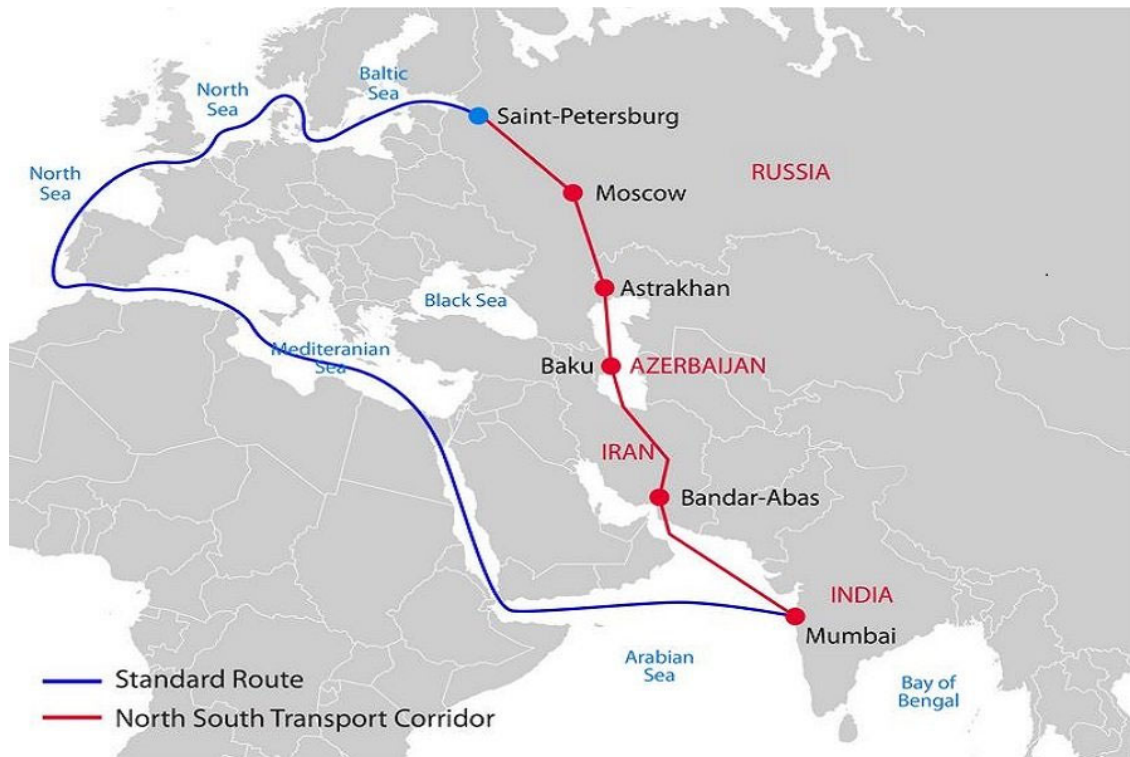 Baltic
Sea
North
Sea
Saint-Petersburg
North
Sea
RUSSIA
Moscow
Astrakhan
Black Sea
Mediteranian
Sea
Baku
AZERBAIJAN
IRAN
Bandar-Abas
INDIA
Mumbai
Arabian
Sea
Bay of
Bengal
Standard Route
North South Transport Corridor